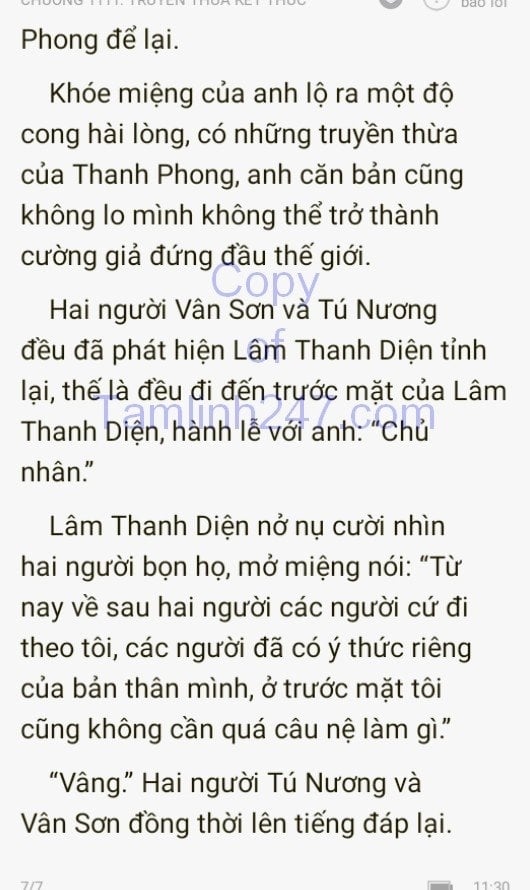 CHƯƠNG 1111: TRUYỀN THỪA KẾT THÚC
báo lỗi
Phong để lại.
Khóe miệng của anh lộ ra một độ
cong hài lòng, có những truyền thừa
của Thanh Phong, anh căn bản cũng
không lo mình không thể trở thành
cường giả đứng đầu thế giới.
Copy
Hai người Vân Sơn và Tú Nương
of
đều đã phát hiện Lâm Thanh Diện tỉnh
lại, thế là đều đi đến trước mặt của Lâm
Tamlinh247.com
Thanh Diện, hành lễ với anh: “Chủ
nhân.”
Lâm Thanh Diện nở nụ cười nhìn
hai người bọn họ, mở miệng nói: “Từ
nay về sau hai người các người cứ đi
theo tôi, các người đã có ý thức riêng
của bản thân mình, ở trước mặt tôi
cũng không cần quá câu nệ làm gì.”
“Vâng.” Hai người Tú Nương và
Vân Sơn đồng thời lên tiếng đáp lại.
7/7
11:30